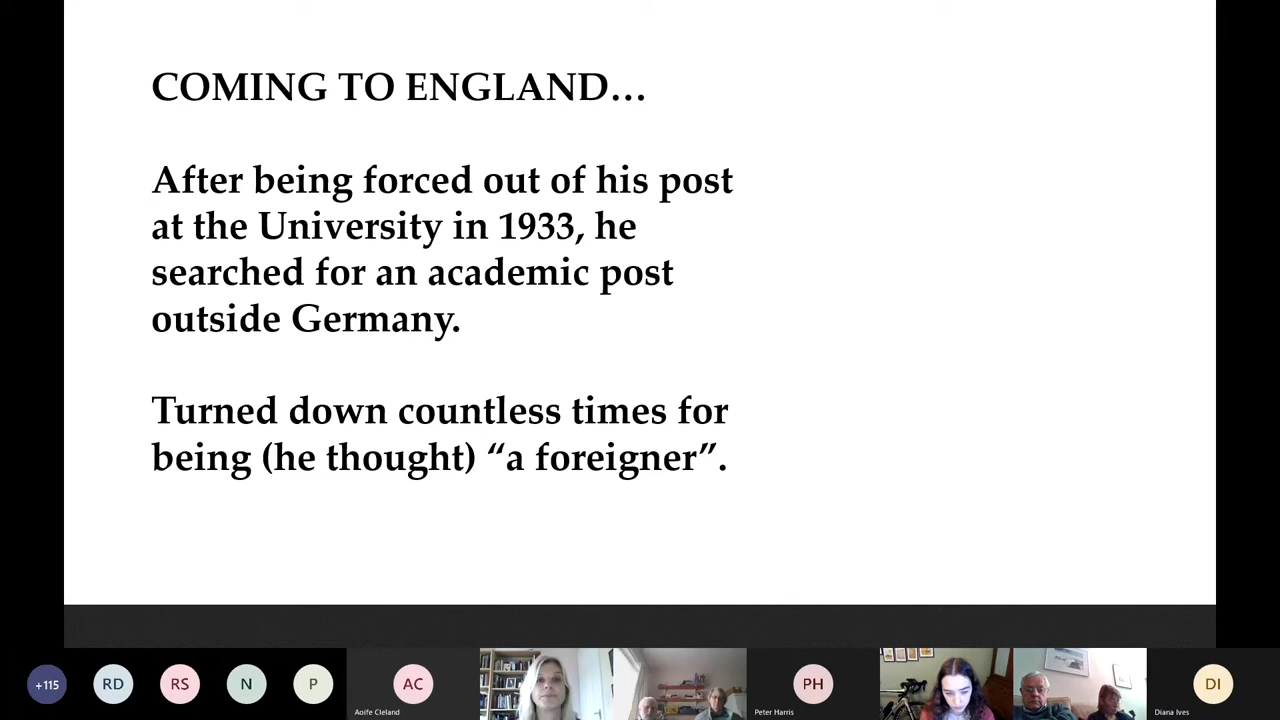 COMING TO ENGLAND…
After being forced out of his post
at the University in 1933, he
searched for an academic post
outside Germany.
Turned down countless times for
being (he thought) “a foreigner”.
+115
RD
RS
N
P
AC
Aoife Cleland
PH
Peter Harris
DI
Diana Ives